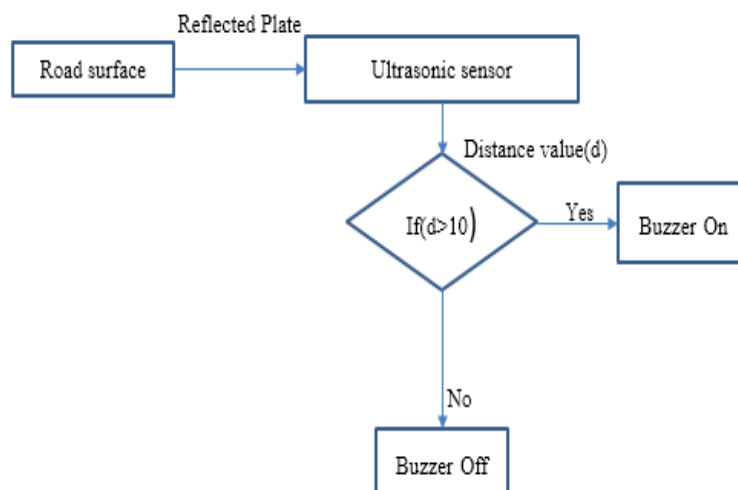 Reflected Plate
Road surface
Ultrasonic sensor
Distance value(d)
If(d>10)
Yes
Buzzer On
No
Buzzer Off